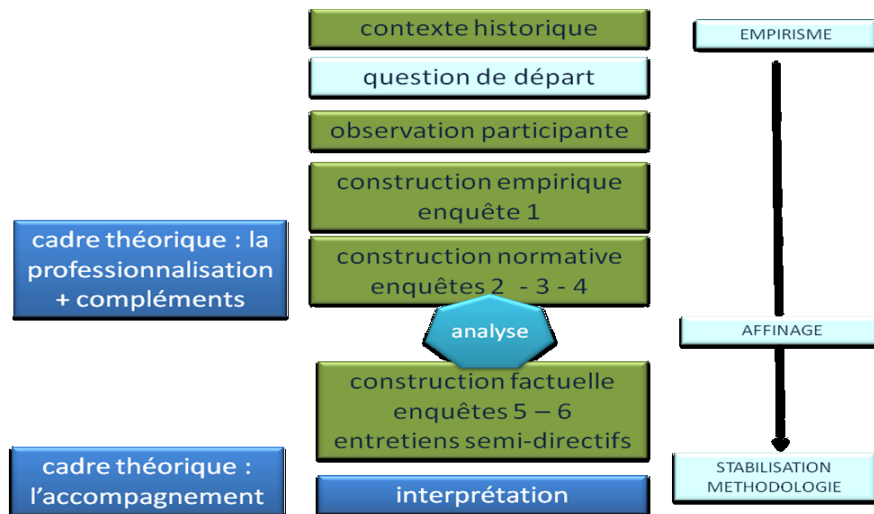 contexte historique
EMPIRISME
question de départ
observation participante
construction empirique
enquête 1
cadre théorique : la
professionnalisation
+ compléments
construction normative
enquêtes 2 - 3 - 4
analyse
AFFINAGE
construction factuelle
enquêtes 5 – 6
entretiens semi-directifs
cadre théorique :
l’accompagnement
interprétation
STABILISATION
METHODOLOGIE